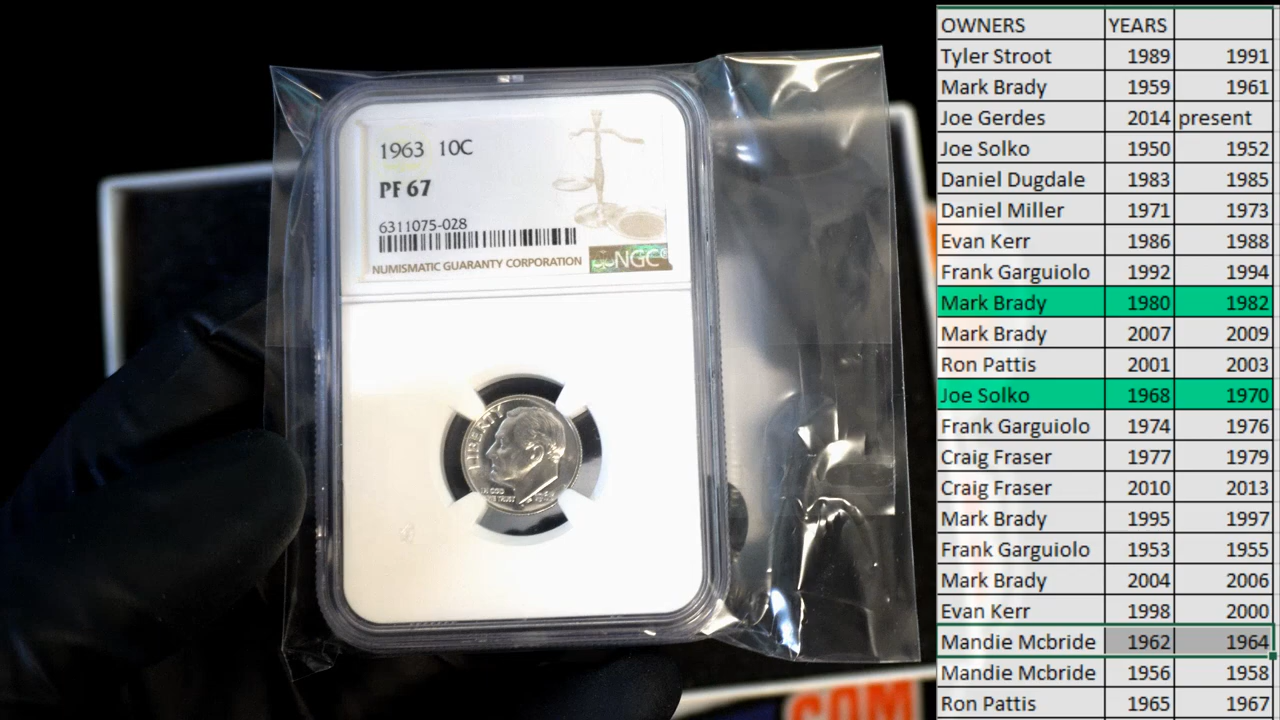 1963 10C
PF 67
6311075-028
NUMISMATIC GUARANTY CORPORATION
NGC
LIBERTY
IN GOD
WE TRUST
COM
OWNERS YEARS
Tyler Stroot 1989 1991
Mark Brady 1959 1961
Joe Gerdes 2014 present
Joe Solko 1950 1952
Daniel Dugdale 1983 1985
Daniel Miller 1971 1973
Evan Kerr 1986 1988
Frank Garguiolo 1992 1994
Mark Brady 1980 1982
Mark Brady 2007 2009
Ron Pattis 2001 2003
Joe Solko 1968 1970
Frank Garguiolo 1974 1976
Craig Fraser 1977 1979
Craig Fraser 2010 2013
Mark Brady 1995 1997
Frank Garguiolo 1953 1955
Mark Brady 2004 2006
Evan Kerr 1998 2000
Mandie Mcbride 1962 1964
Mandie Mcbride 1956 1958
Ron Pattis 1965 1967